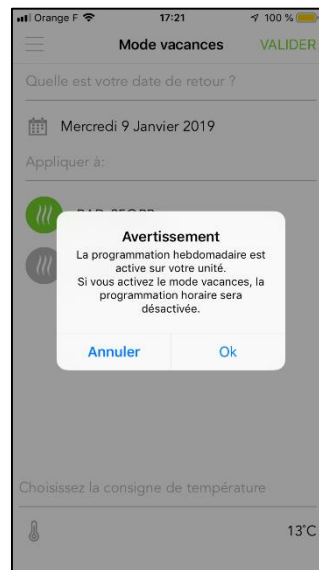 Orange F
17:21
100 %
Mode vacances
VALIDER
Quelle est votre date de retour ?
Mercredi 9 Janvier 2019
Appliquer à:
Avertissement
La programmation hebdomadaire est
active sur votre unité.
Si vous activez le mode vacances, la
programmation horaire sera
désactivée.
Annuler
Ok
Choisissez la consigne de température
13°C